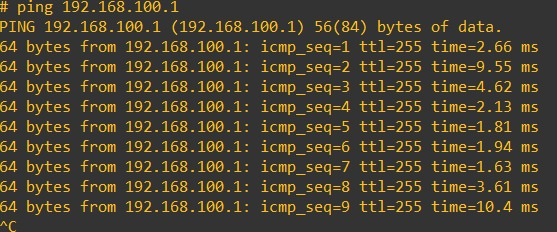 # ping 192.168.100.1
PING 192.168.100.1 (192.168.100.1) 56(84) bytes of data.
64 bytes from 192.168.100.1: icmp_seq=1 ttl=255 time=2.66 ms
64 bytes from 192.168.100.1: icmp_seq=2 ttl=255 time=9.55 ms
64 bytes from 192.168.100.1: icmp_seq=3 ttl=255 time=4.62 ms
64 bytes from 192.168.100.1: icmp_seq=4 ttl=255 time=2.13 ms
64 bytes from 192.168.100.1: icmp_seq=5 ttl=255 time=1.81 ms
64 bytes from 192.168.100.1: icmp_seq=6 ttl=255 time=1.94 ms
64 bytes from 192.168.100.1: icmp_seq=7 ttl=255 time=1.63 ms
64 bytes from 192.168.100.1: icmp_seq=8 ttl=255 time=3.61 ms
64 bytes from 192.168.100.1: icmp_seq=9 ttl=255 time=10.4 ms
^C